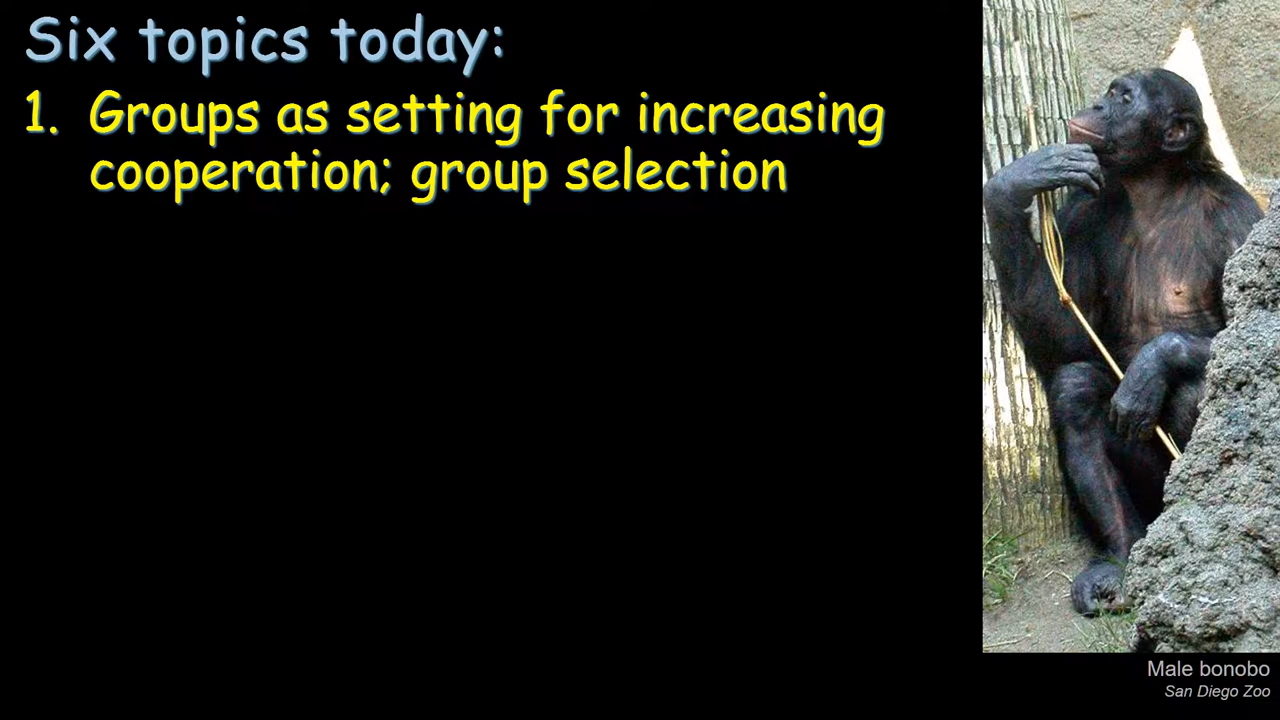 Six topics today:
1. Groups as setting for increasing
cooperation; group selection
Male bonobo
San Diego Zoo